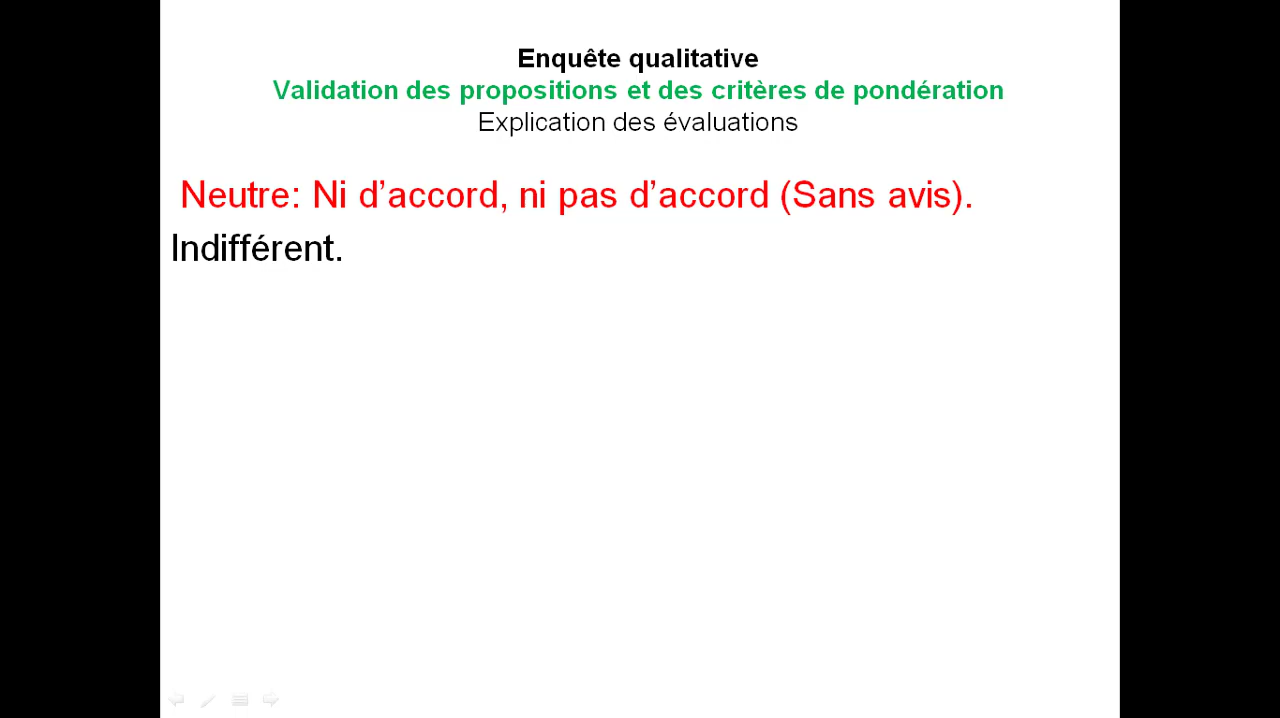 Enquête qualitative
Validation des propositions et des critères de pondération
Explication des évaluations
Neutre: Ni d’accord, ni pas d’accord (Sans avis).
Indifférent.